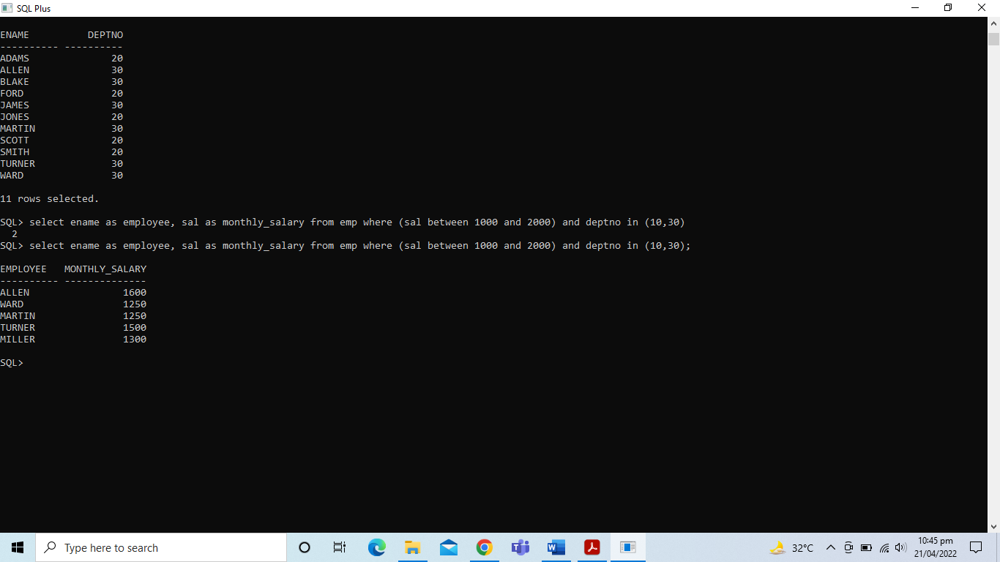 SQL Plus
ENAME           DEPTNO
---------- ----------
ADAMS              20
ALLEN              30
BLAKE              30
FORD               20
JAMES              30
JONES              20
MARTIN             30
SCOTT              20
SMITH              20
TURNER             30
WARD               30
11 rows selected.
SQL> select ename as employee, sal as monthly_salary from emp where (sal between 1000 and 2000) and deptno in (10,30)
  2
SQL> select ename as employee, sal as monthly_salary from emp where (sal between 1000 and 2000) and deptno in (10,30);
EMPLOYEE   MONTHLY_SALARY
---------- --------------
ALLEN                1600
WARD                 1250
MARTIN               1250
TURNER               1500
MILLER               1300
SQL>
Type here to search
32°C
10:45 pm
21/04/2022